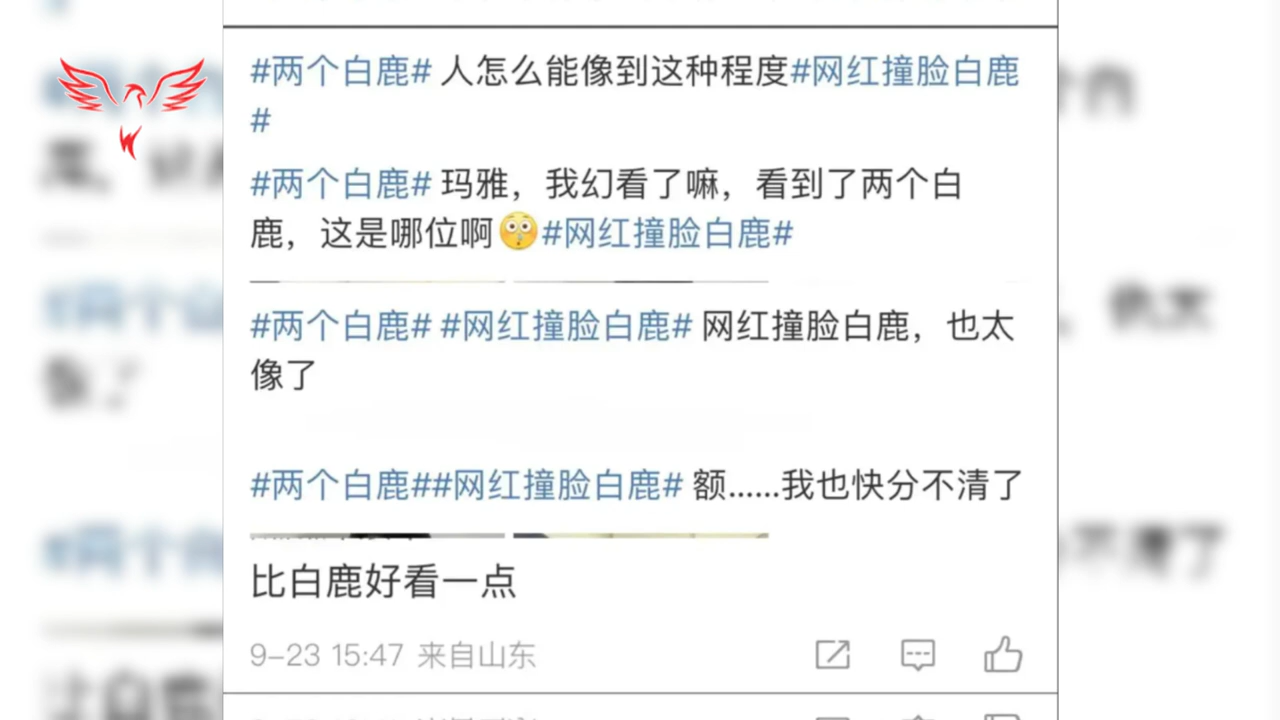 #两个白鹿# 人怎么能像到这种程度#网红撞脸白鹿
#
#两个白鹿# 玛雅，我幻看了嘛，看到了两个白
鹿，这是哪位啊#网红撞脸白鹿#
#两个白鹿# #网红撞脸白鹿# 网红撞脸白鹿，也太
像了
#两个白鹿##网红撞脸白鹿# 额......我也快分不清了
比白鹿好看一点
9-23 15:47 来自山东